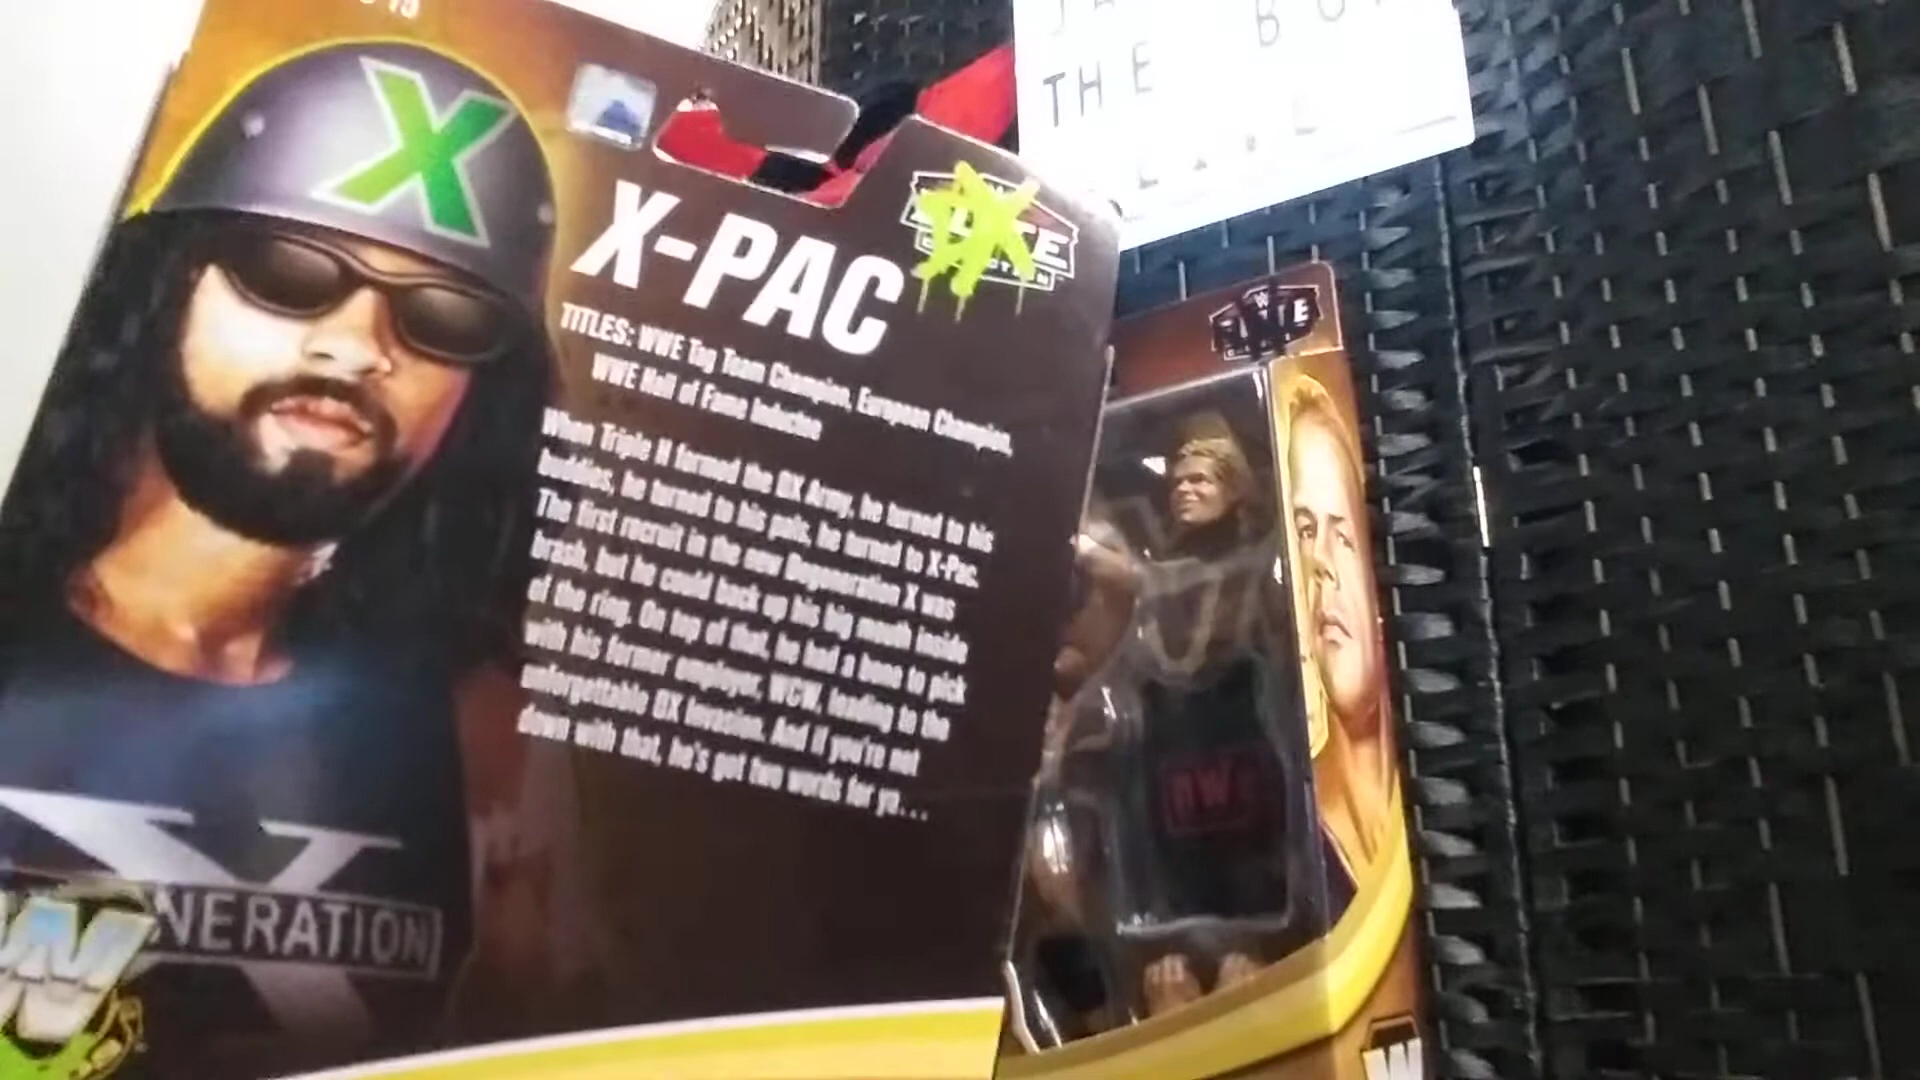 THE
X
X-PAC
ELITE
TITLES: WWE Tag Team Champion, European Champion,
WWE Hall of Fame Inductee
When Triple H formed the DX Army, he turned to his
buddies, he turned to his pals, he turned to X-Pac.
The first recruit in the new Degeneration X was
brash, but he could back up his big mouth inside
of the ring. On top of that, he had a bone to pick
with his former employer, WCW, leading to the
unforgettable DX Invasion. And if you're not
down with that, he's got two words for ya...
NERATION
X
W
ELITE
nWo
W